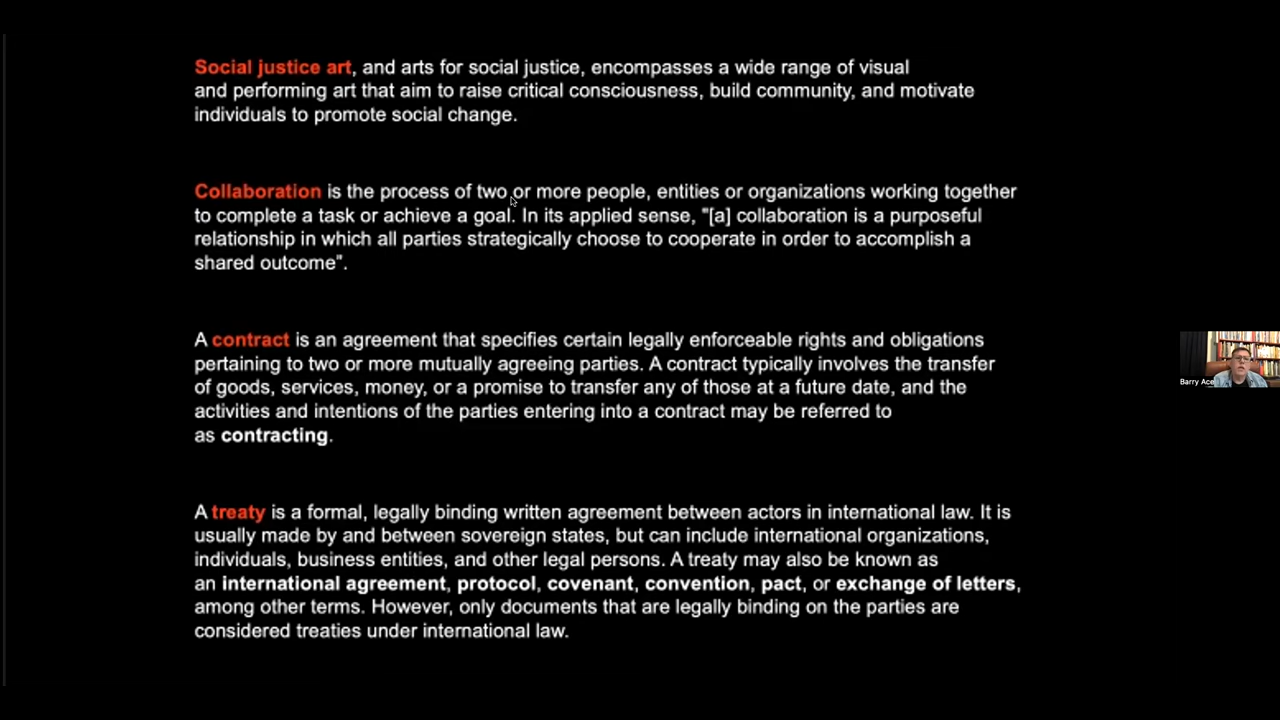 Social justice art, and arts for social justice, encompasses a wide range of visual
and performing art that aim to raise critical consciousness, build community, and motivate
individuals to promote social change.
Collaboration is the process of two or more people, entities or organizations working together
to complete a task or achieve a goal. In its applied sense, "[a] collaboration is a purposeful
relationship in which all parties strategically choose to cooperate in order to accomplish a
shared outcome".
A contract is an agreement that specifies certain legally enforceable rights and obligations
pertaining to two or more mutually agreeing parties. A contract typically involves the transfer
of goods, services, money, or a promise to transfer any of those at a future date, and the
activities and intentions of the parties entering into a contract may be referred to
as contracting.
A treaty is a formal, legally binding written agreement between actors in international law. It is
usually made by and between sovereign states, but can include international organizations,
individuals, business entities, and other legal persons. A treaty may also be known as
an international agreement, protocol, covenant, convention, pact, or exchange of letters,
among other terms. However, only documents that are legally binding on the parties are
considered treaties under international law.
Barry Ace